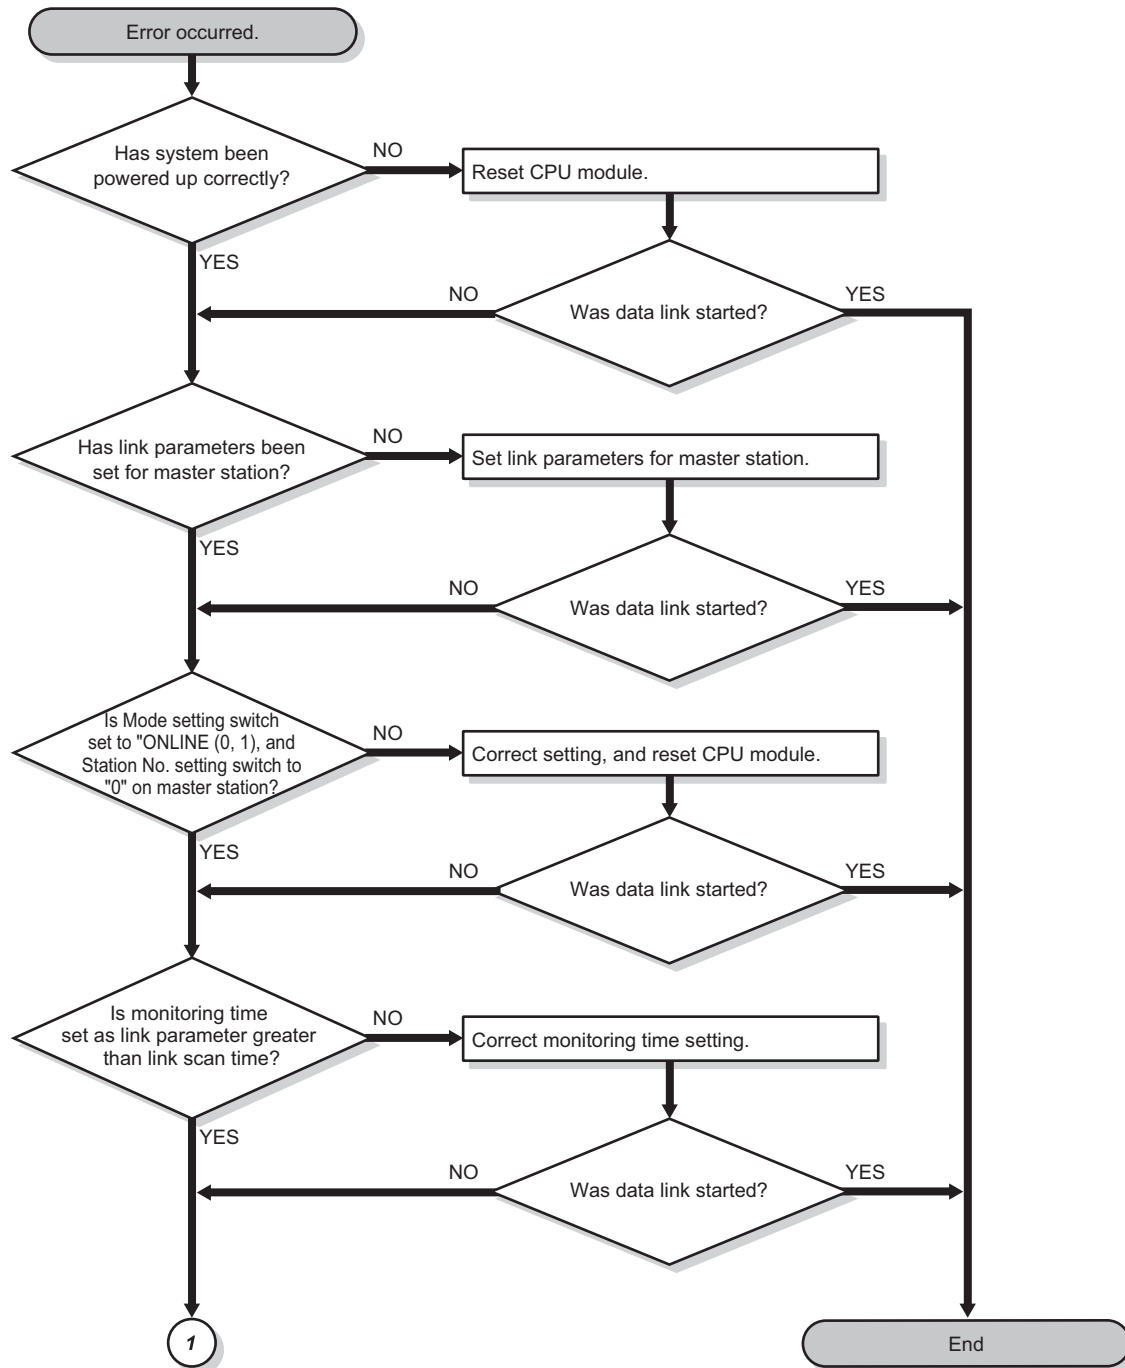 Error occurred.
Has system been
powered up correctly?
NO
Reset CPU module.
YES
NO
Was data link started?
YES
Has link parameters been
set for master station?
NO
Set link parameters for master station.
YES
NO
Was data link started?
YES
Is Mode setting switch
set to "ONLINE (0, 1), and
Station No. setting switch to
"0" on master station?
NO
Correct setting, and reset CPU module.
YES
NO
Was data link started?
YES
Is monitoring time
set as link parameter greater
than link scan time?
NO
Correct monitoring time setting.
YES
NO
Was data link started?
YES
1
End